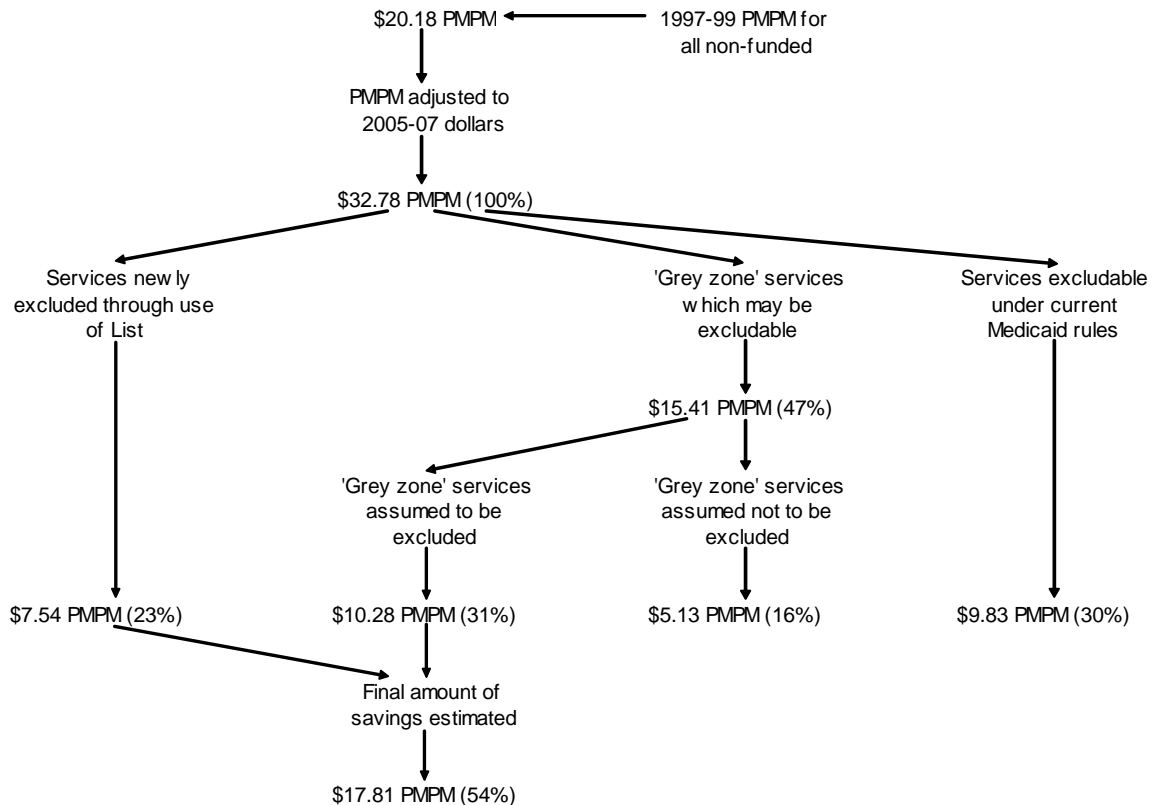 $20.18 PMPM
1997-99 PMPM for
all non-funded
PMPM adjusted to
2005-07 dollars
$32.78 PMPM (100%)
Services newly
excluded through use
of List
'Grey zone' services
which may be
excludable
Services excludable
under current
Medicaid rules
$15.41 PMPM (47%)
'Grey zone' services
assumed to be
excluded
'Grey zone' services
assumed not to be
excluded
$7.54 PMPM (23%)
$10.28 PMPM (31%)
$5.13 PMPM (16%)
$9.83 PMPM (30%)
Final amount of
savings estimated
$17.81 PMPM (54%)